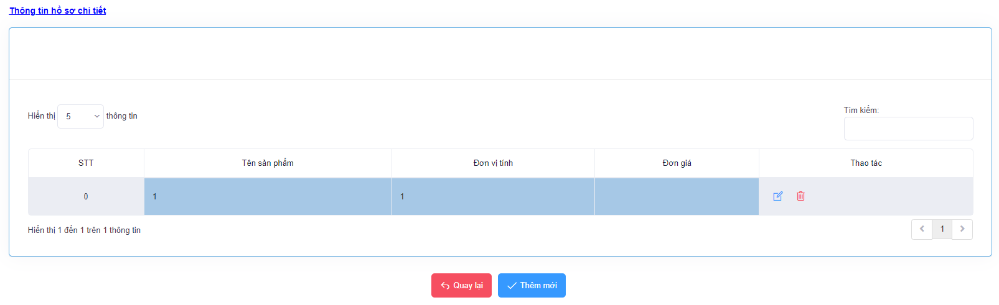 Thông tin hồ sơ chi tiết
Hiển thị 5 thông tin
Tìm kiếm:
STT Tên sản phẩm Đơn vị tính Đơn giá Thao tác
0 1 1
Hiển thị 1 đến 1 trên 1 thông tin
1
Quay lại Thêm mới